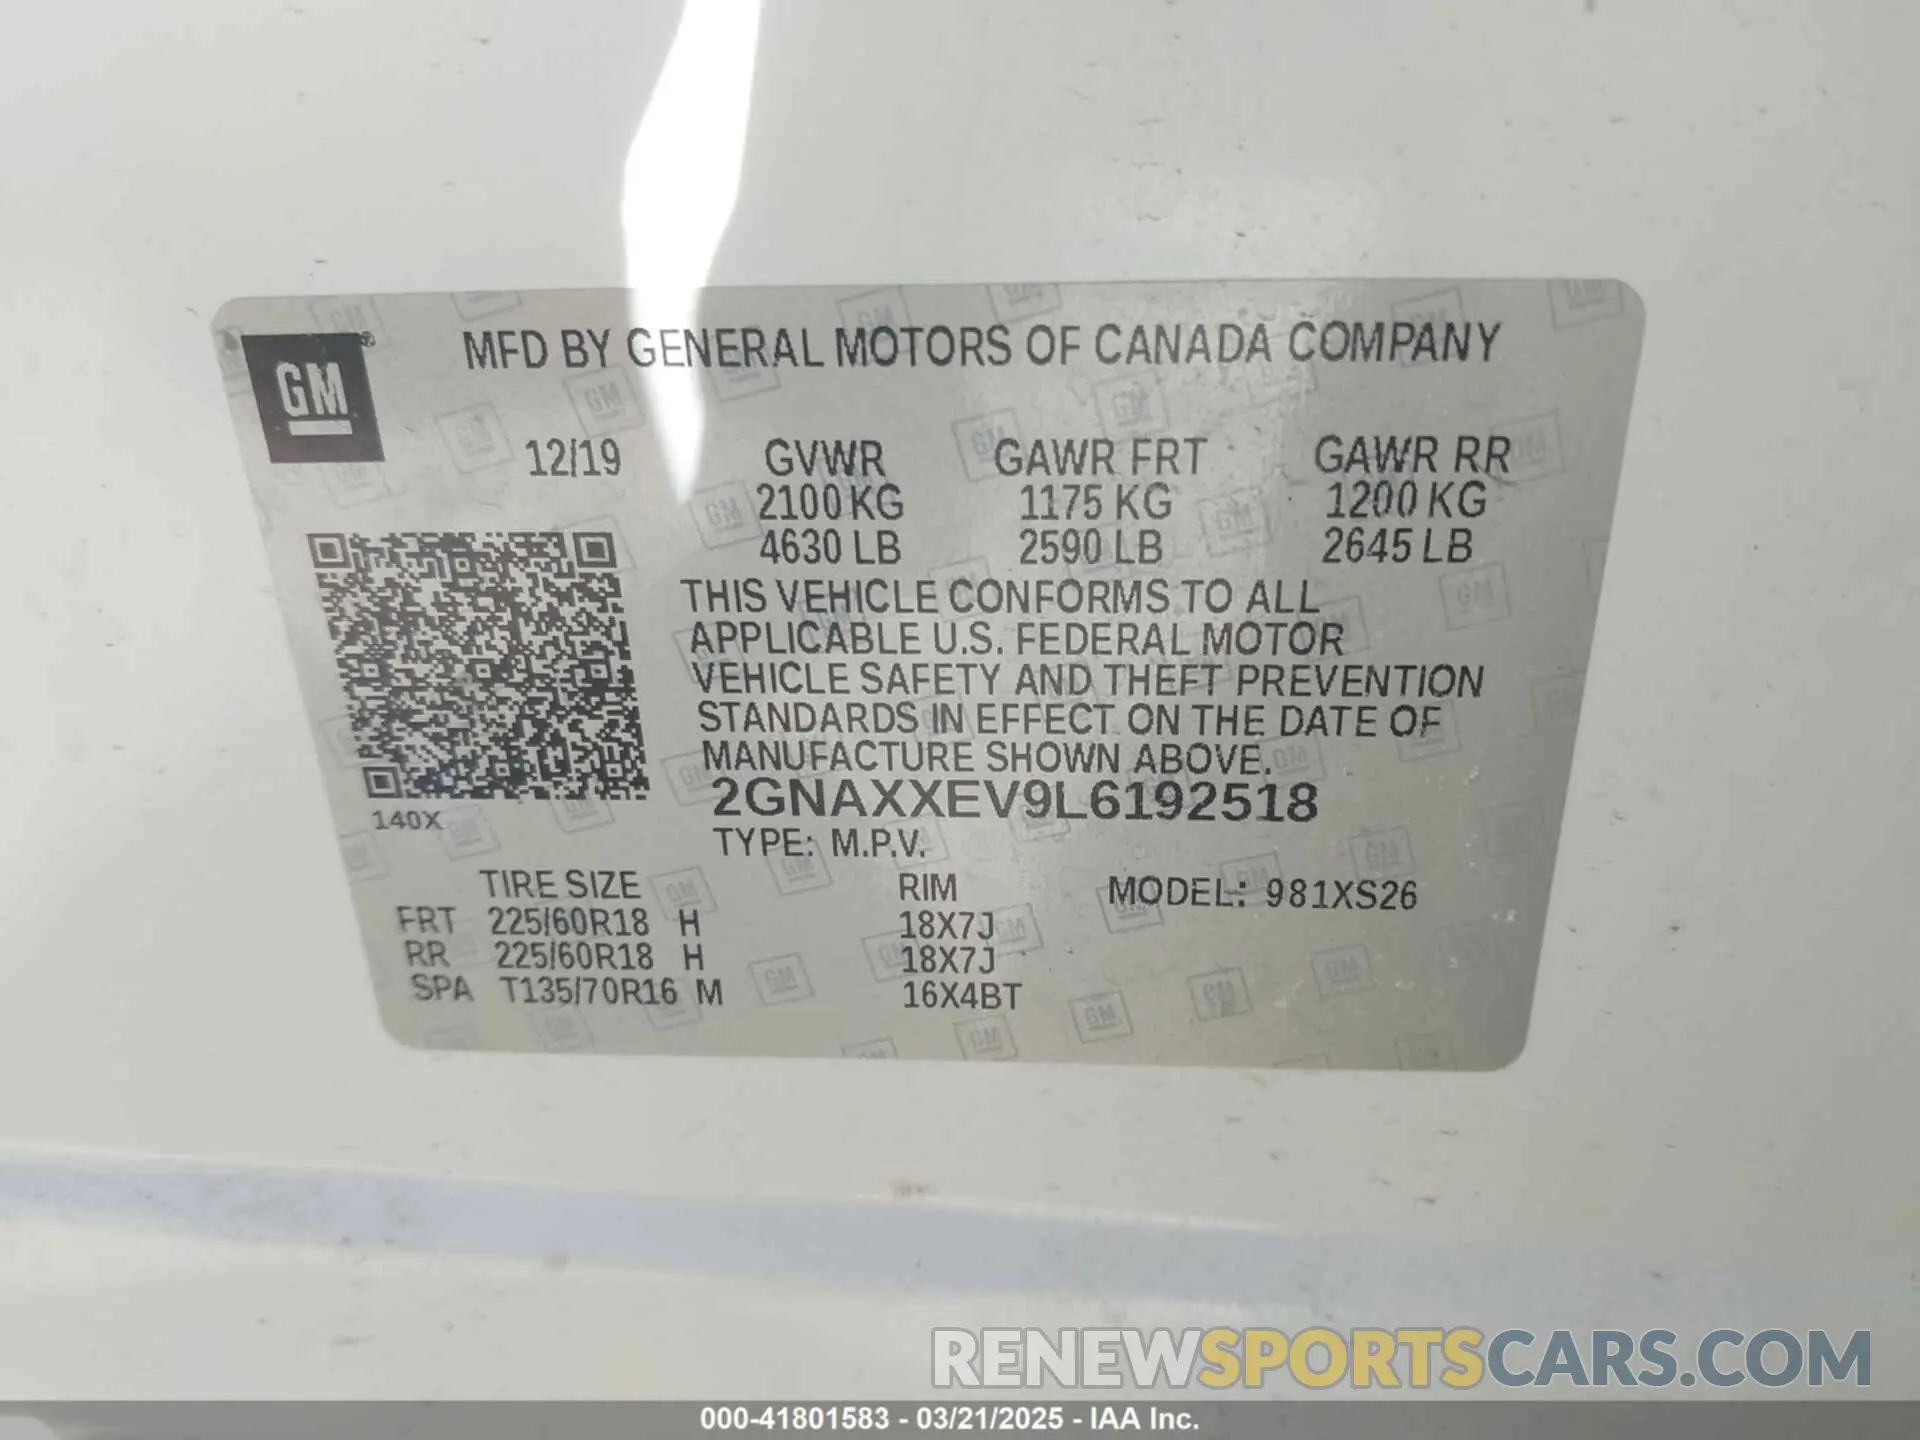 GM
MFD BY GENERAL MOTORS OF CANADA COMPANY
12/19 GVWR GAWR FRT GAWR RR
2100 KG 1175 KG 1200 KG
4630 LB 2590 LB 2645 LB
THIS VEHICLE CONFORMS TO ALL
APPLICABLE U.S. FEDERAL MOTOR
VEHICLE SAFETY AND THEFT PREVENTION
STANDARDS IN EFFECT ON THE DATE OF
MANUFACTURE SHOWN ABOVE.
2GNAXXEV9L6192518
140X
TYPE: M.P.V.
TIRE SIZE RIM MODEL: 981XS26
FRT 225/60R18 H 18X7J
RR 225/60R18 H 18X7J
SPA T135/70R16 M 16X4BT
RENEWSPORTSCARS.COM
000-41801583 - 03/21/2025 - IAA Inc.